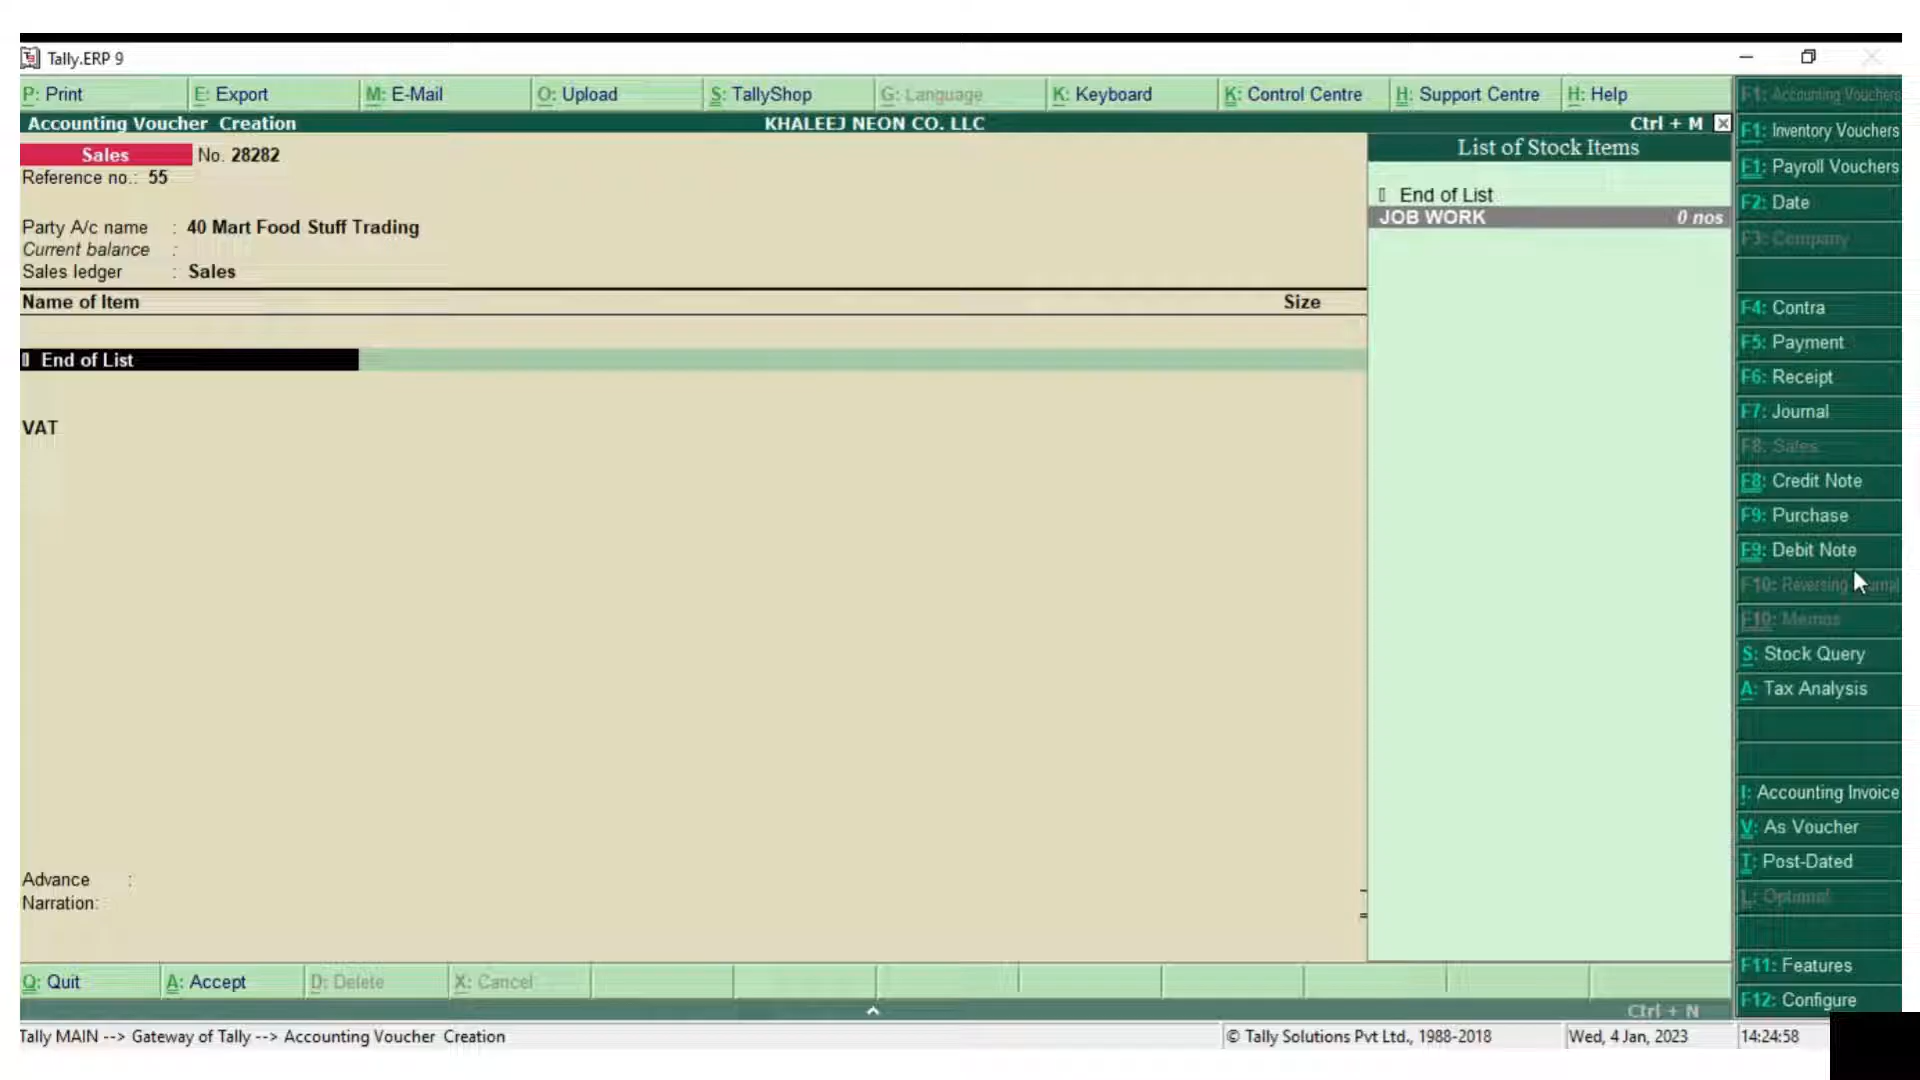 Tally.ERP 9
P: Print E: Export M: E-Mail O: Upload S: TallyShop G: Language K: Keyboard K: Control Centre H: Support Centre H: Help
Accounting Voucher Creation KHALEEJ NEON CO. LLC Ctrl + M
Sales No. 28282
Reference no.: 55
Party A/c name : 40 Mart Food Stuff Trading
Current balance :
Sales ledger : Sales
Name of Item Size
End of List
VAT
Advance :
Narration:
List of Stock Items
End of List
JOB WORK 0 nos
F1: Accounting Vouchers
F1: Inventory Vouchers
F1: Payroll Vouchers
F2: Date
F3: Company
F4: Contra
F5: Payment
F6: Receipt
F7: Journal
F8: Sales
F8: Credit Note
F9: Purchase
F9: Debit Note
F10: Reversing
F10: Memos
S: Stock Query
A: Tax Analysis
I: Accounting Invoice
V: As Voucher
T: Post-Dated
L: Optional
F11: Features
F12: Configure
Q: Quit A: Accept D: Delete X: Cancel
Ctrl + N
Tally MAIN --> Gateway of Tally --> Accounting Voucher Creation © Tally Solutions Pvt Ltd., 1988-2018 Wed, 4 Jan, 2023 14:24:58